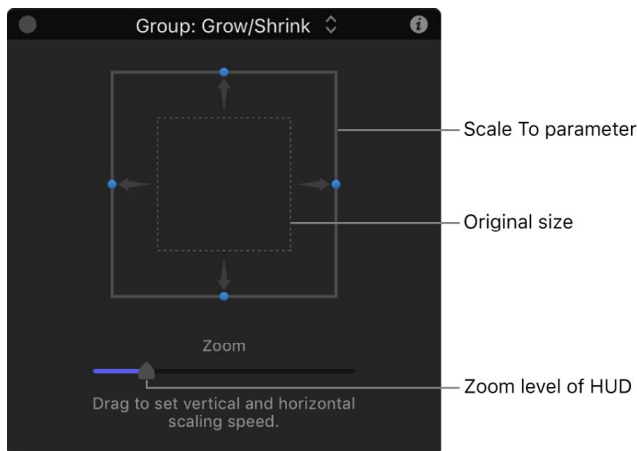 Group: Grow/Shrink
Scale To parameter
Original size
Zoom
Zoom level of HUD
Drag to set vertical and horizontal
scaling speed.